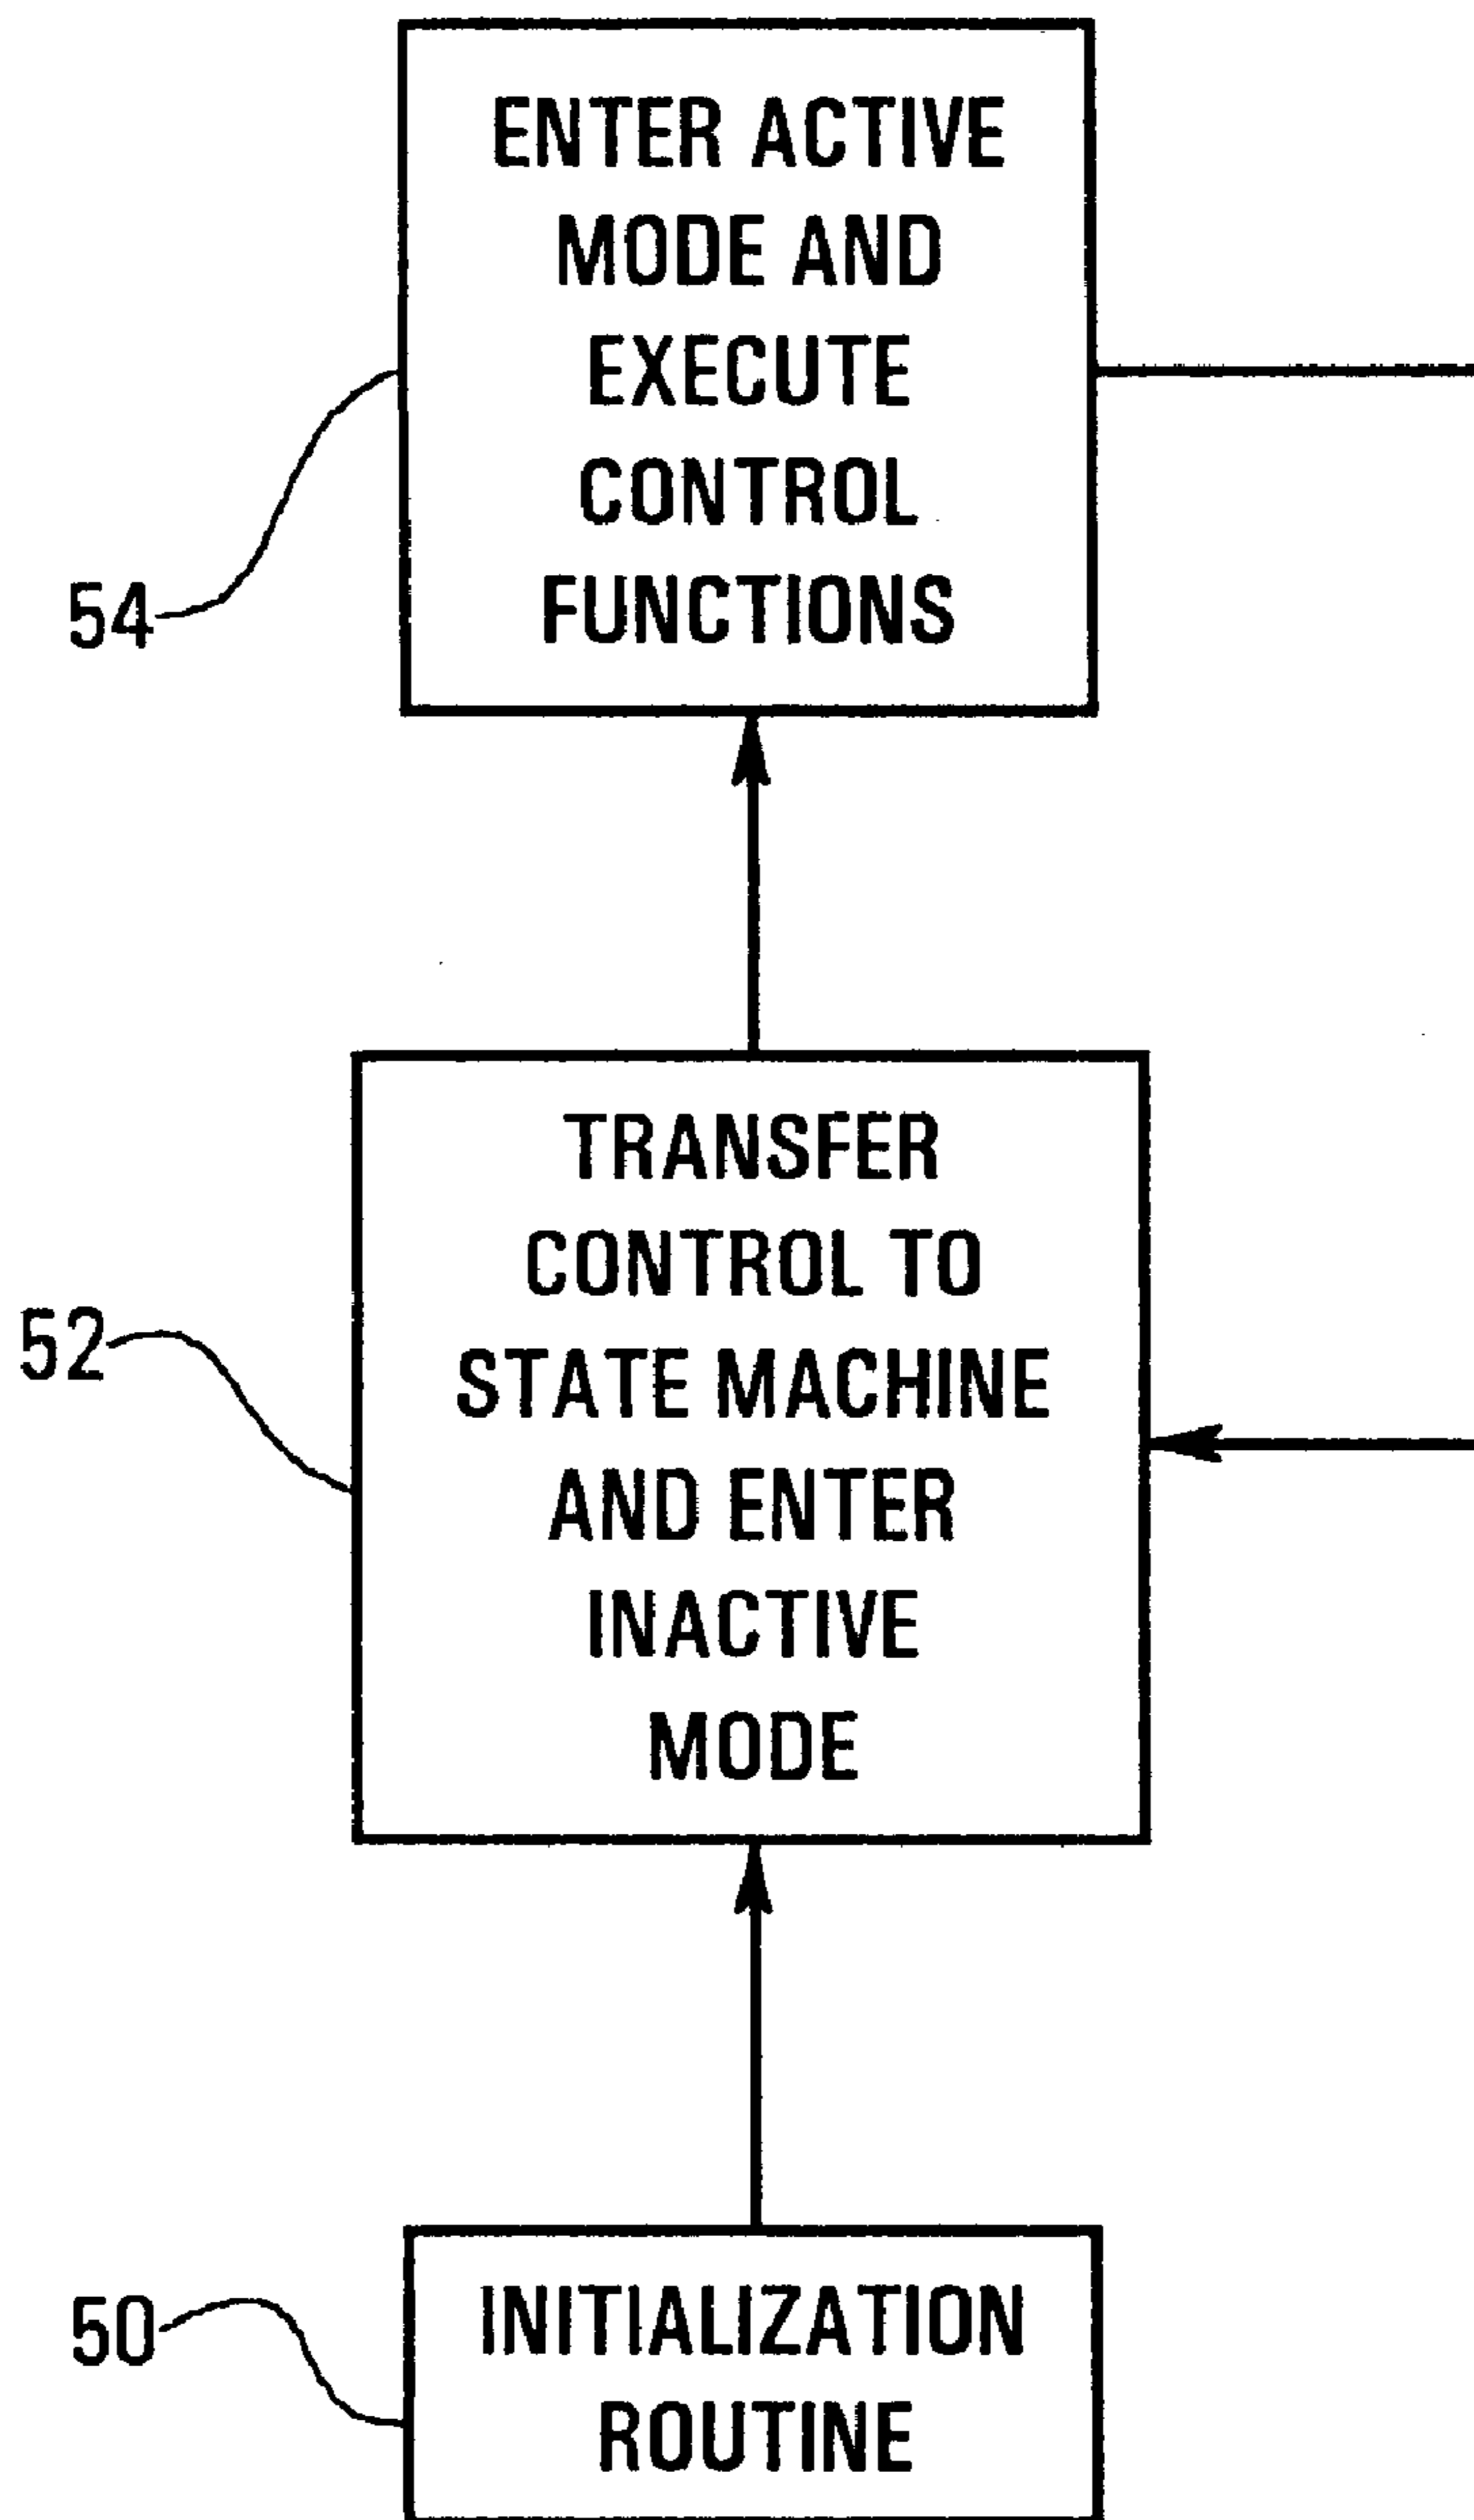 ENTER ACTIVE
MODE AND
EXECUTE
CONTROL
FUNCTIONS
54
TRANSFER
CONTROL TO
STATE MACHINE
AND ENTER
INACTIVE
MODE
52
INITIALIZATION
ROUTINE
50